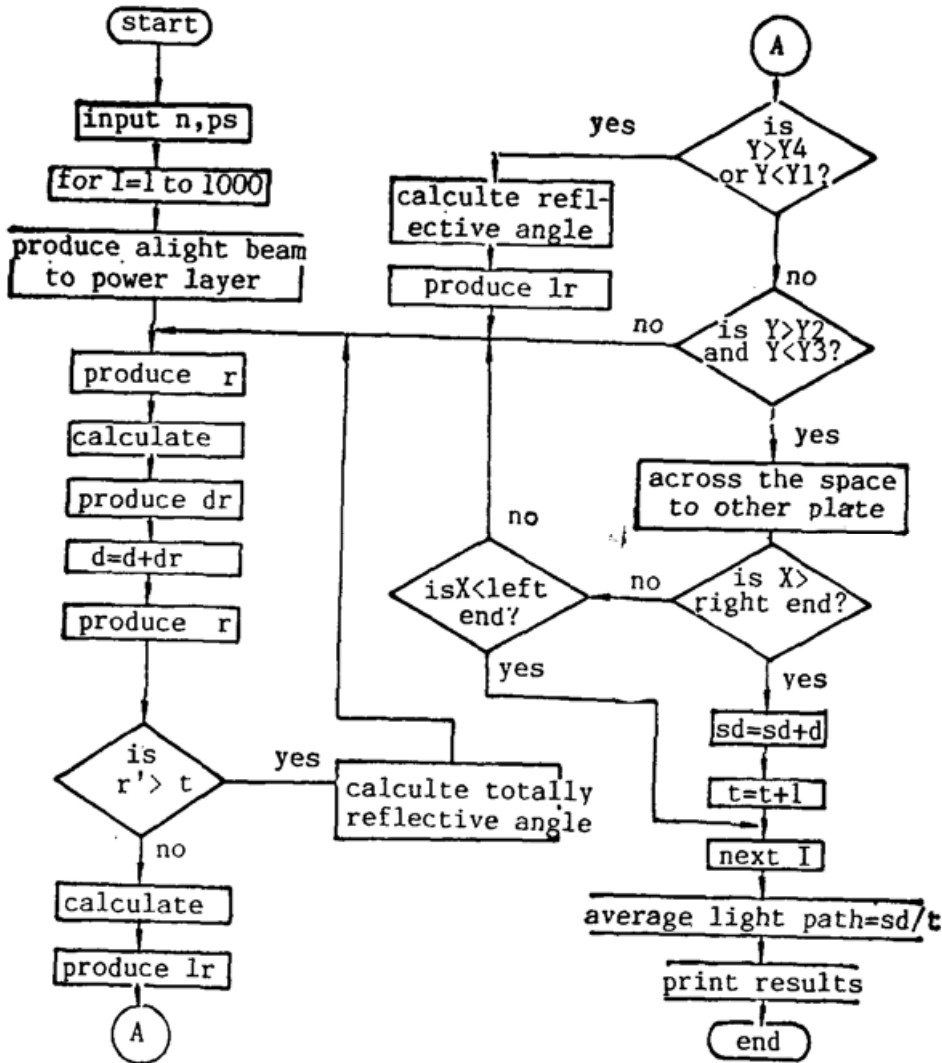 start
input n,ps
for l=l to 1000
produce alight beam
to power layer
produce r
calculate
produce dr
d=d+dr
produce r
is
r'> t
yes
no
calculte totally
reflective angle
calculate
produce lr
A
A
is
Y>Y4
or Y<Y1?
yes
no
calculte refl-
ective angle
produce lr
is Y>Y2
and Y<Y3?
no
yes
across the space
to other plate
is X>
right end?
no
yes
isX<left
end?
no
yes
sd=sd+d
t=t+l
next I
average light path=sd/t
print results
end